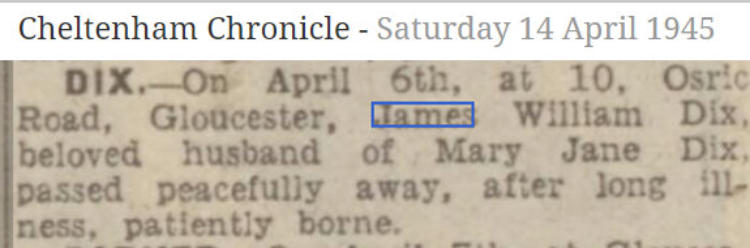 Cheltenham Chronicle - Saturday 14 April 1945
DIX.—On April 6th, at 10, Osric
Road, Gloucester, James William Dix,
beloved husband of Mary Jane Dix,
passed peacefully away, after long ill-
ness, patiently borne.